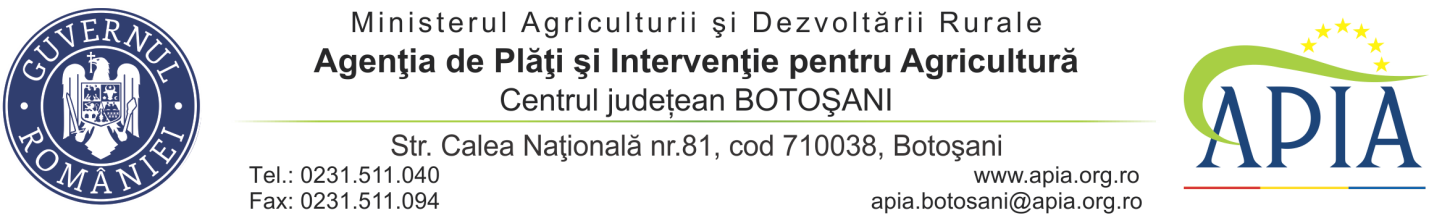 GUVERNUL ROMÂNIEI
Ministerul Agriculturii şi Dezvoltării Rurale
Agenţia de Plăţi şi Intervenţie pentru Agricultură
Centrul județean BOTOŞANI
Str. Calea Naţională nr.81, cod 710038, Botoşani
Tel.: 0231.511.040
www.apia.org.ro
Fax: 0231.511.094
apia.botosani@apia.org.ro
APIA